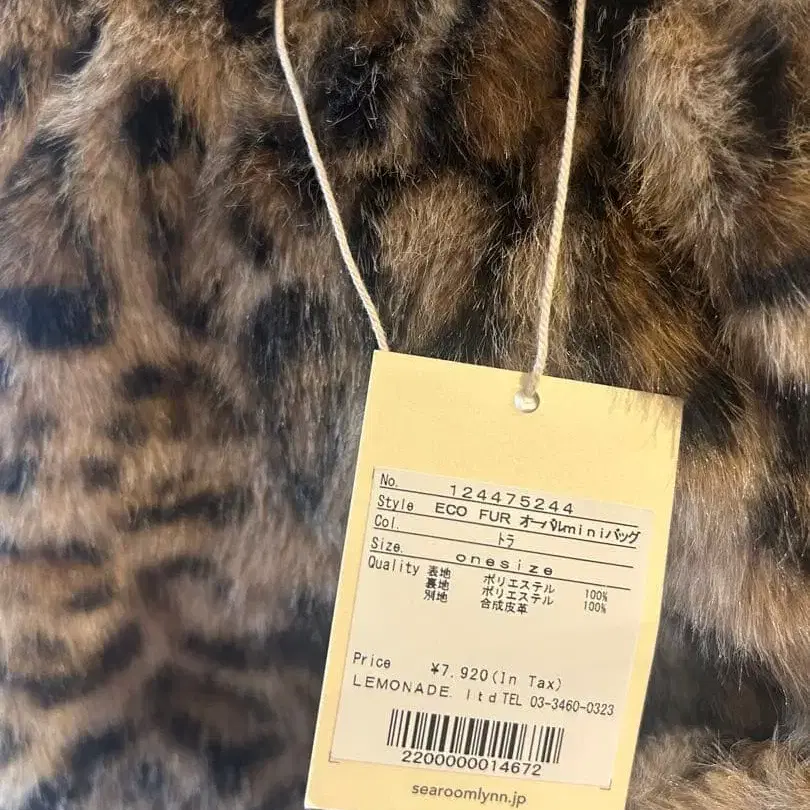 No. 124475244
Style ECO FUR オーバルminiバッグ
Col. トラ
Size. onesize
Quality 表地 ポリエステル 100%
裏地 ポリエステル 100%
別地 合成皮革
Price ¥7,920(In Tax)
LEMONADE. ltd TEL 03-3460-0323
2200000014672
searoomlynn.jp